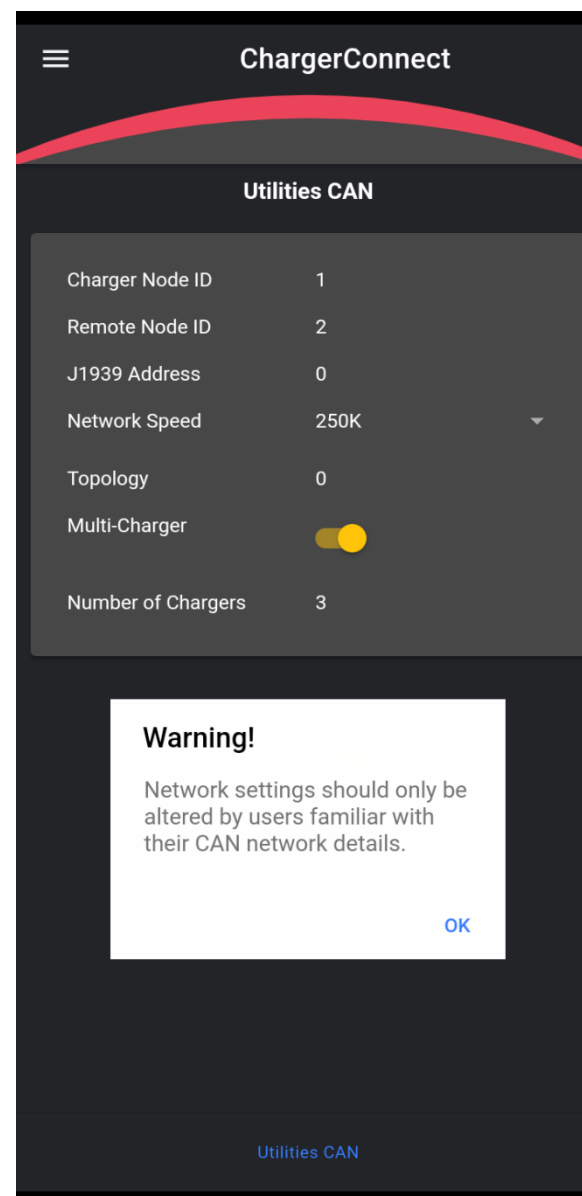 ChargerConnect
Utilities CAN
Charger Node ID 1
Remote Node ID 2
J1939 Address 0
Network Speed 250K
Topology 0
Multi-Charger
Number of Chargers 3
Warning!
Network settings should only be
altered by users familiar with
their CAN network details.
OK
Utilities CAN